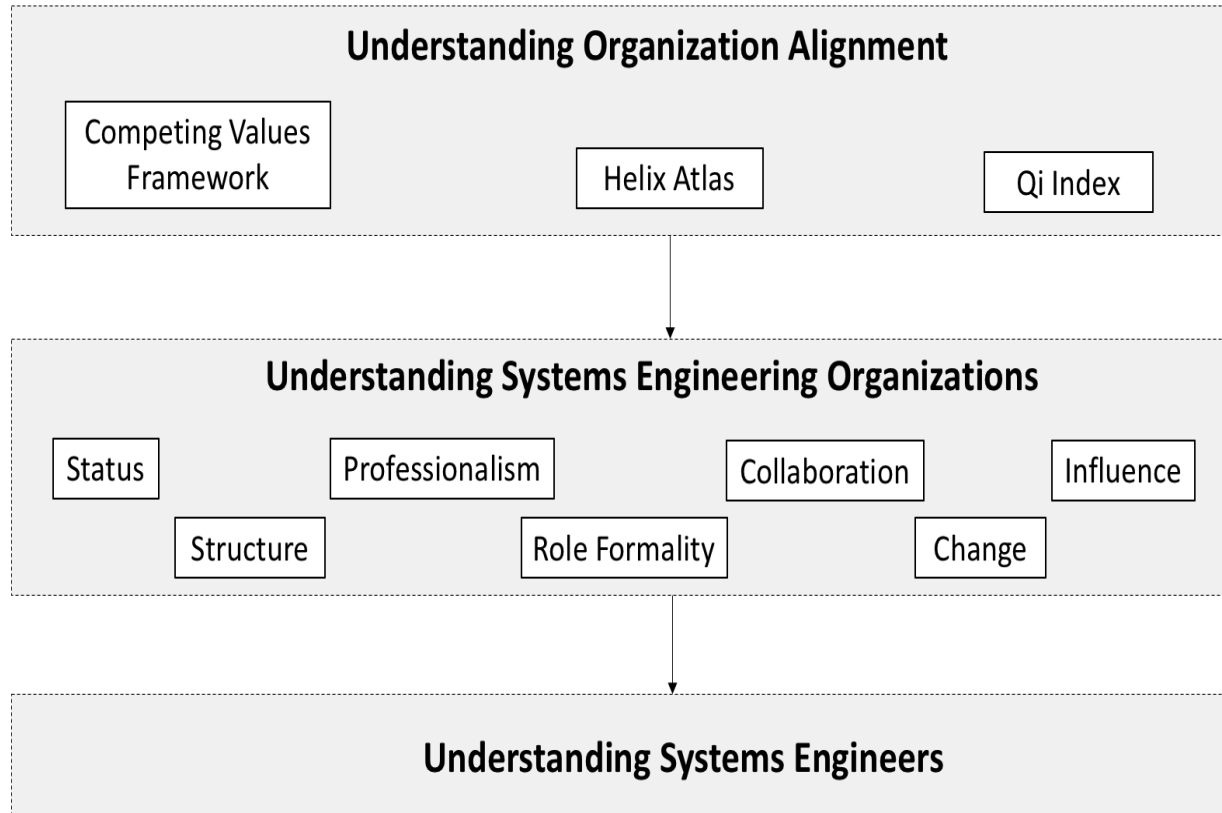 Understanding Organization Alignment
Competing Values
Framework
Helix Atlas
Qi Index
Understanding Systems Engineering Organizations
Status
Professionalism
Collaboration
Influence
Structure
Role Formality
Change
Understanding Systems Engineers